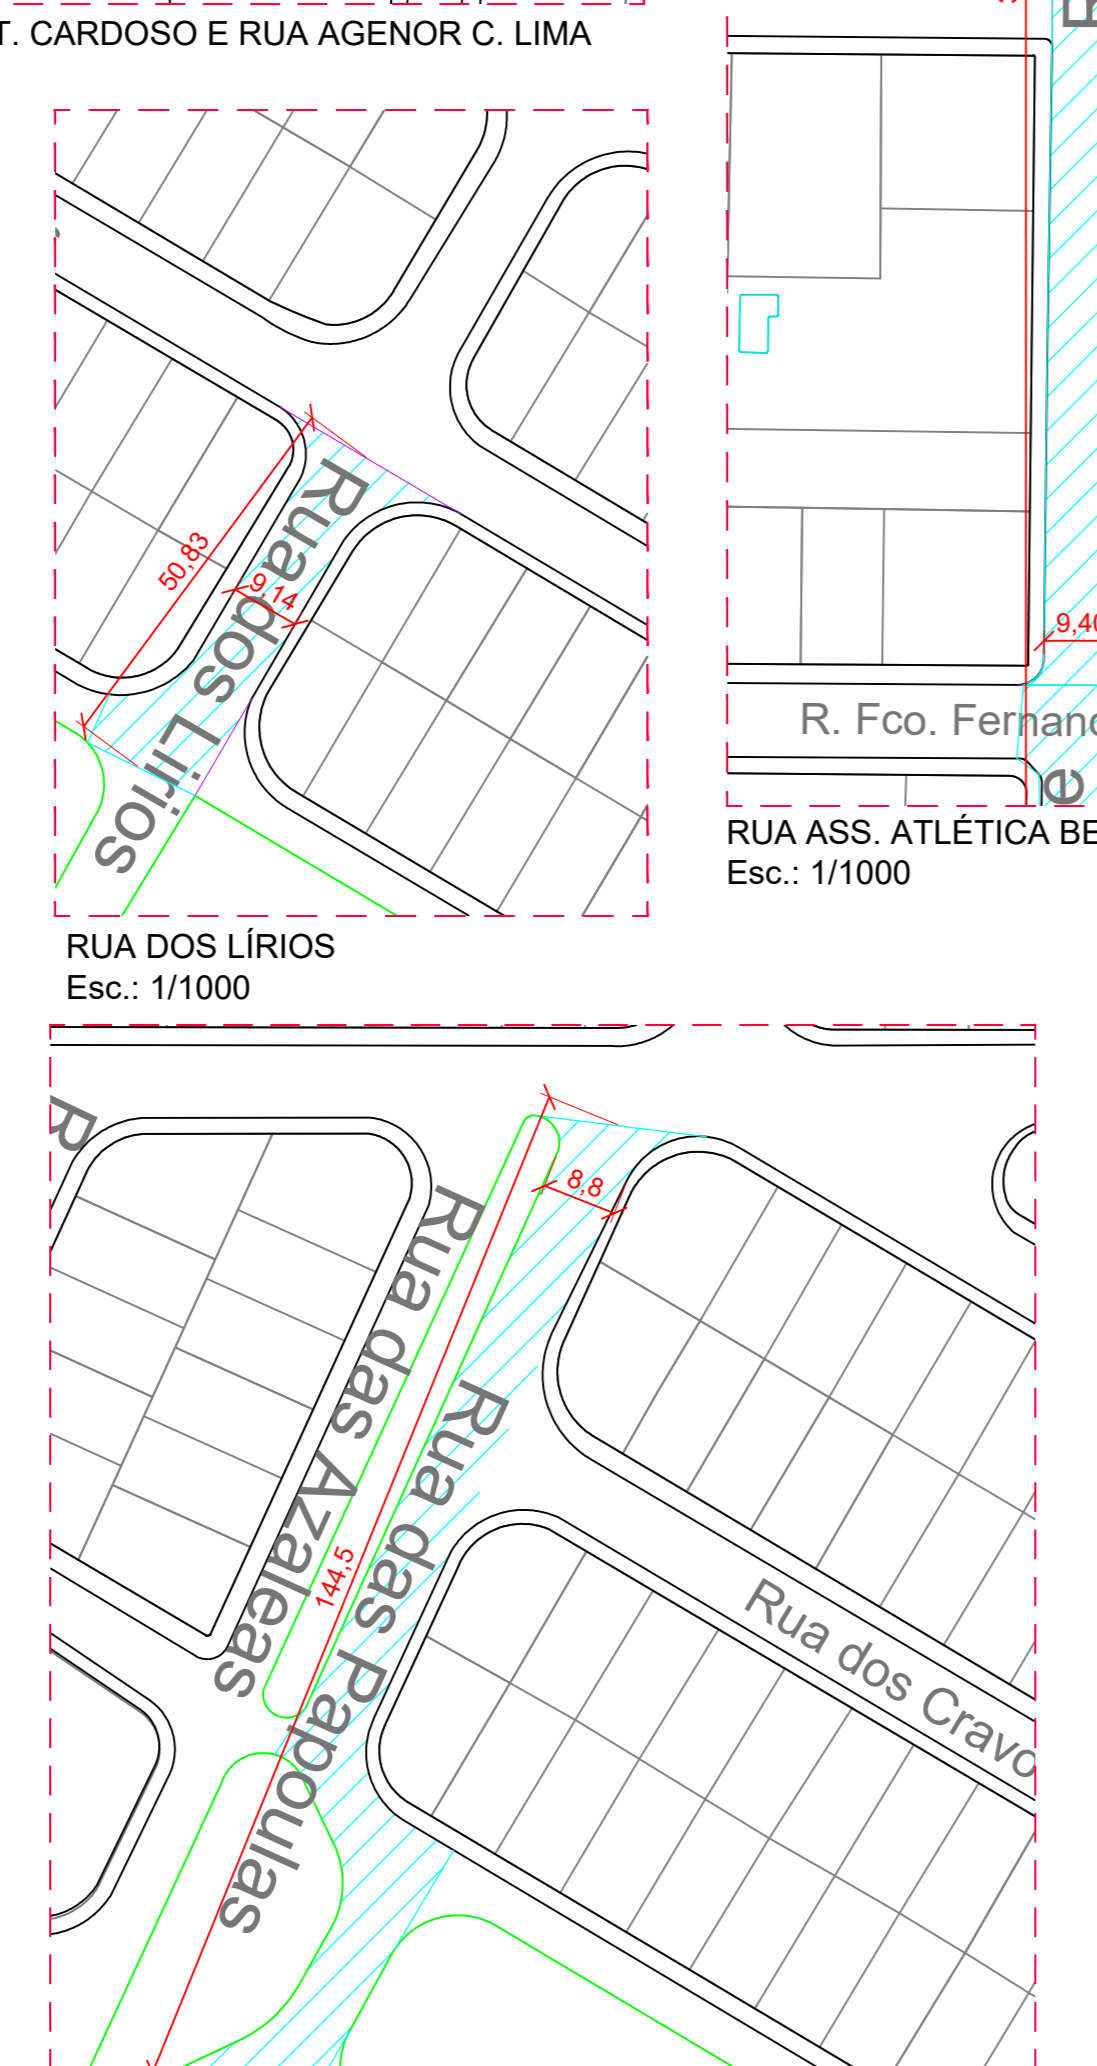 T. CARDOSO E RUA AGENOR C. LIMA
50,83
9,14
Rua dos Lírios
RUA DOS LÍRIOS
Esc.: 1/1000
9,40
R. Fco. Fernand
e
RUA ASS. ATLÉTICA BE
Esc.: 1/1000
R
8,8
144,5
Rua das Azaleas
Rua das Papoulas
Rua dos Cravo